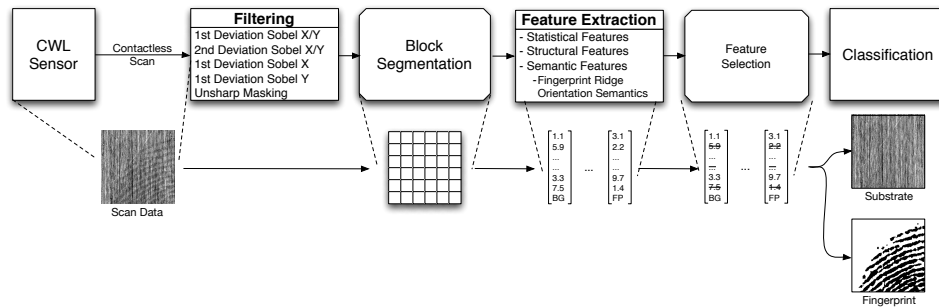 CWL
Sensor
Contactless
Scan
Filtering
1st Deviation Sobel X/Y
2nd Deviation Sobel X/Y
1st Deviation Sobel X
1st Deviation Sobel Y
Unsharp Masking
Block
Segmentation
Feature Extraction
- Statistical Features
- Structural Features
- Semantic Features
-Fingerprint Ridge
Orientation Semantics
Feature
Selection
Classification
Scan Data
1.1
5.9
...
...
3.3
7.5
BG
...
3.1
2.2
...
...
9.7
1.4
FP
1.1
5.9
...
...
3.3
7.5
BG
...
3.1
2.2
...
...
9.7
1.4
FP
Substrate
Fingerprint